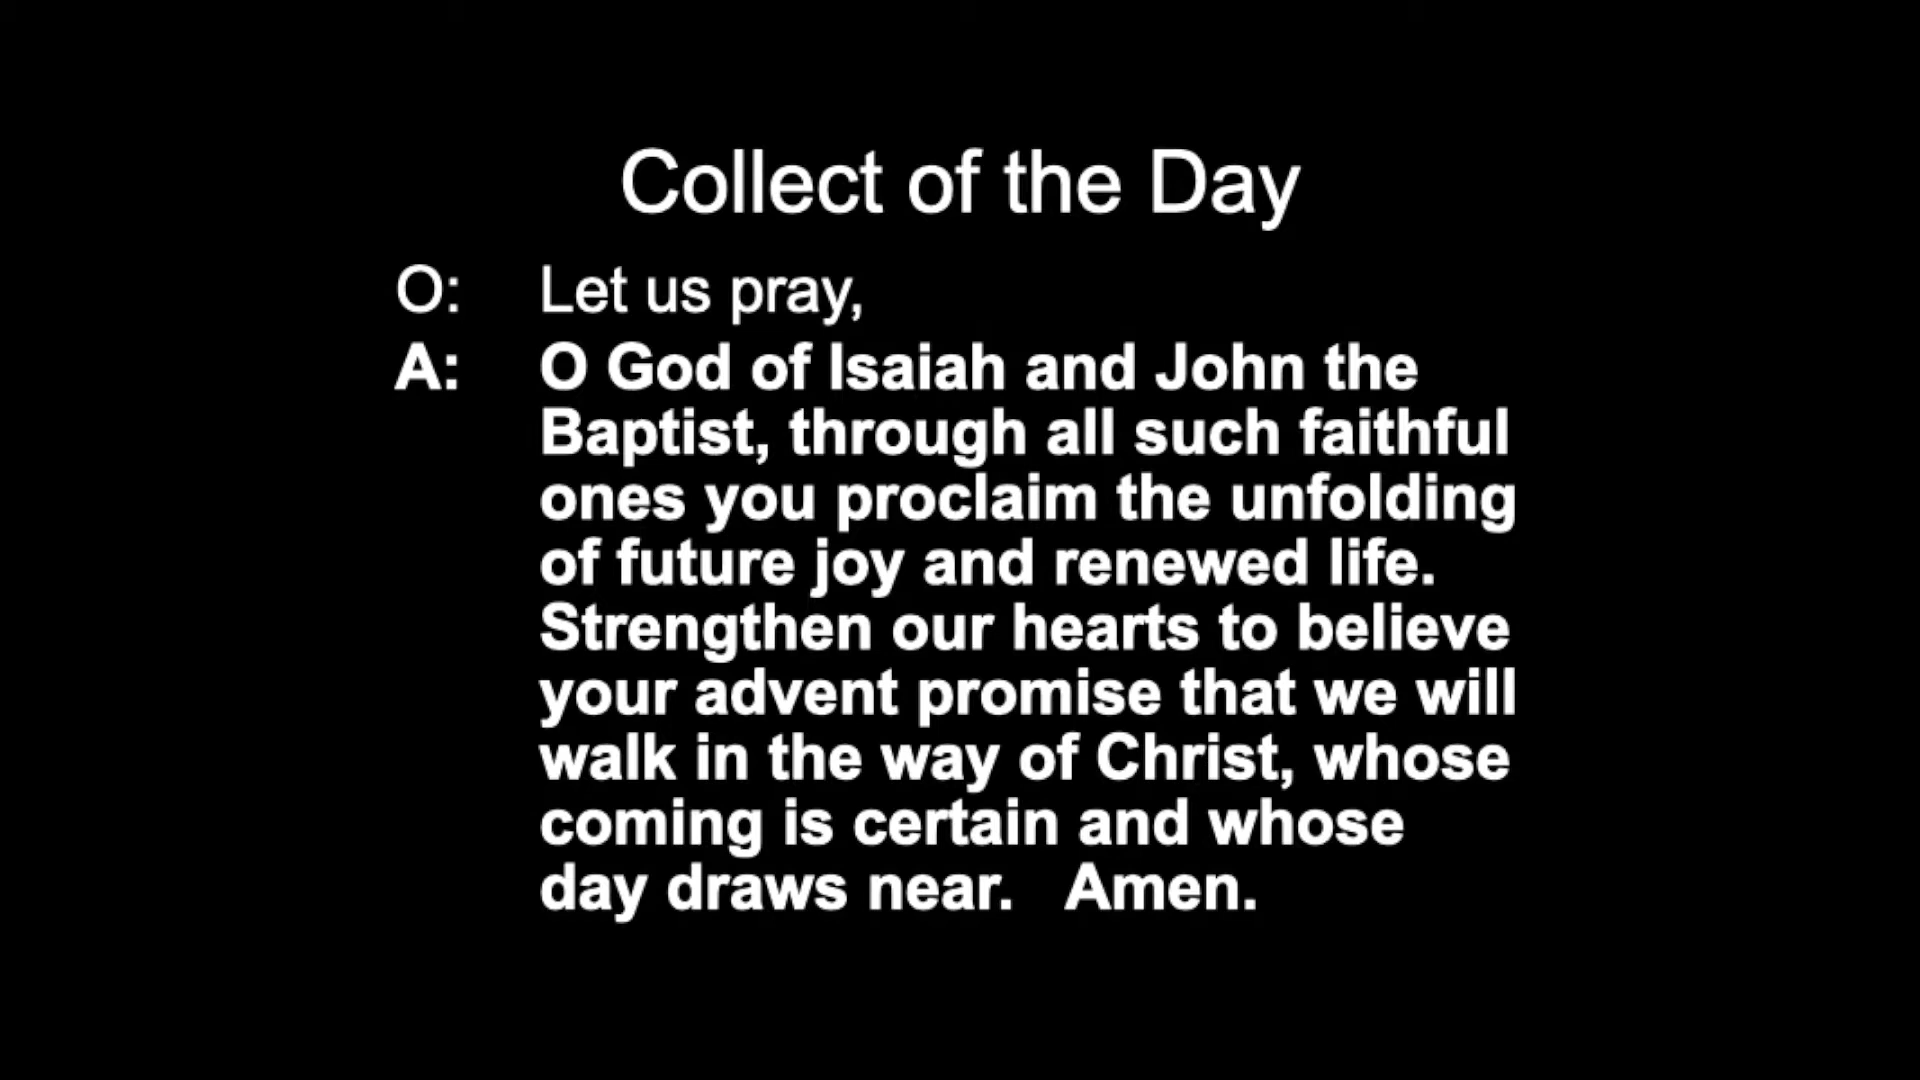 Collect of the Day
O: Let us pray,
A: O God of Isaiah and John the
Baptist, through all such faithful
ones you proclaim the unfolding
of future joy and renewed life.
Strengthen our hearts to believe
your advent promise that we will
walk in the way of Christ, whose
coming is certain and whose
day draws near.   Amen.